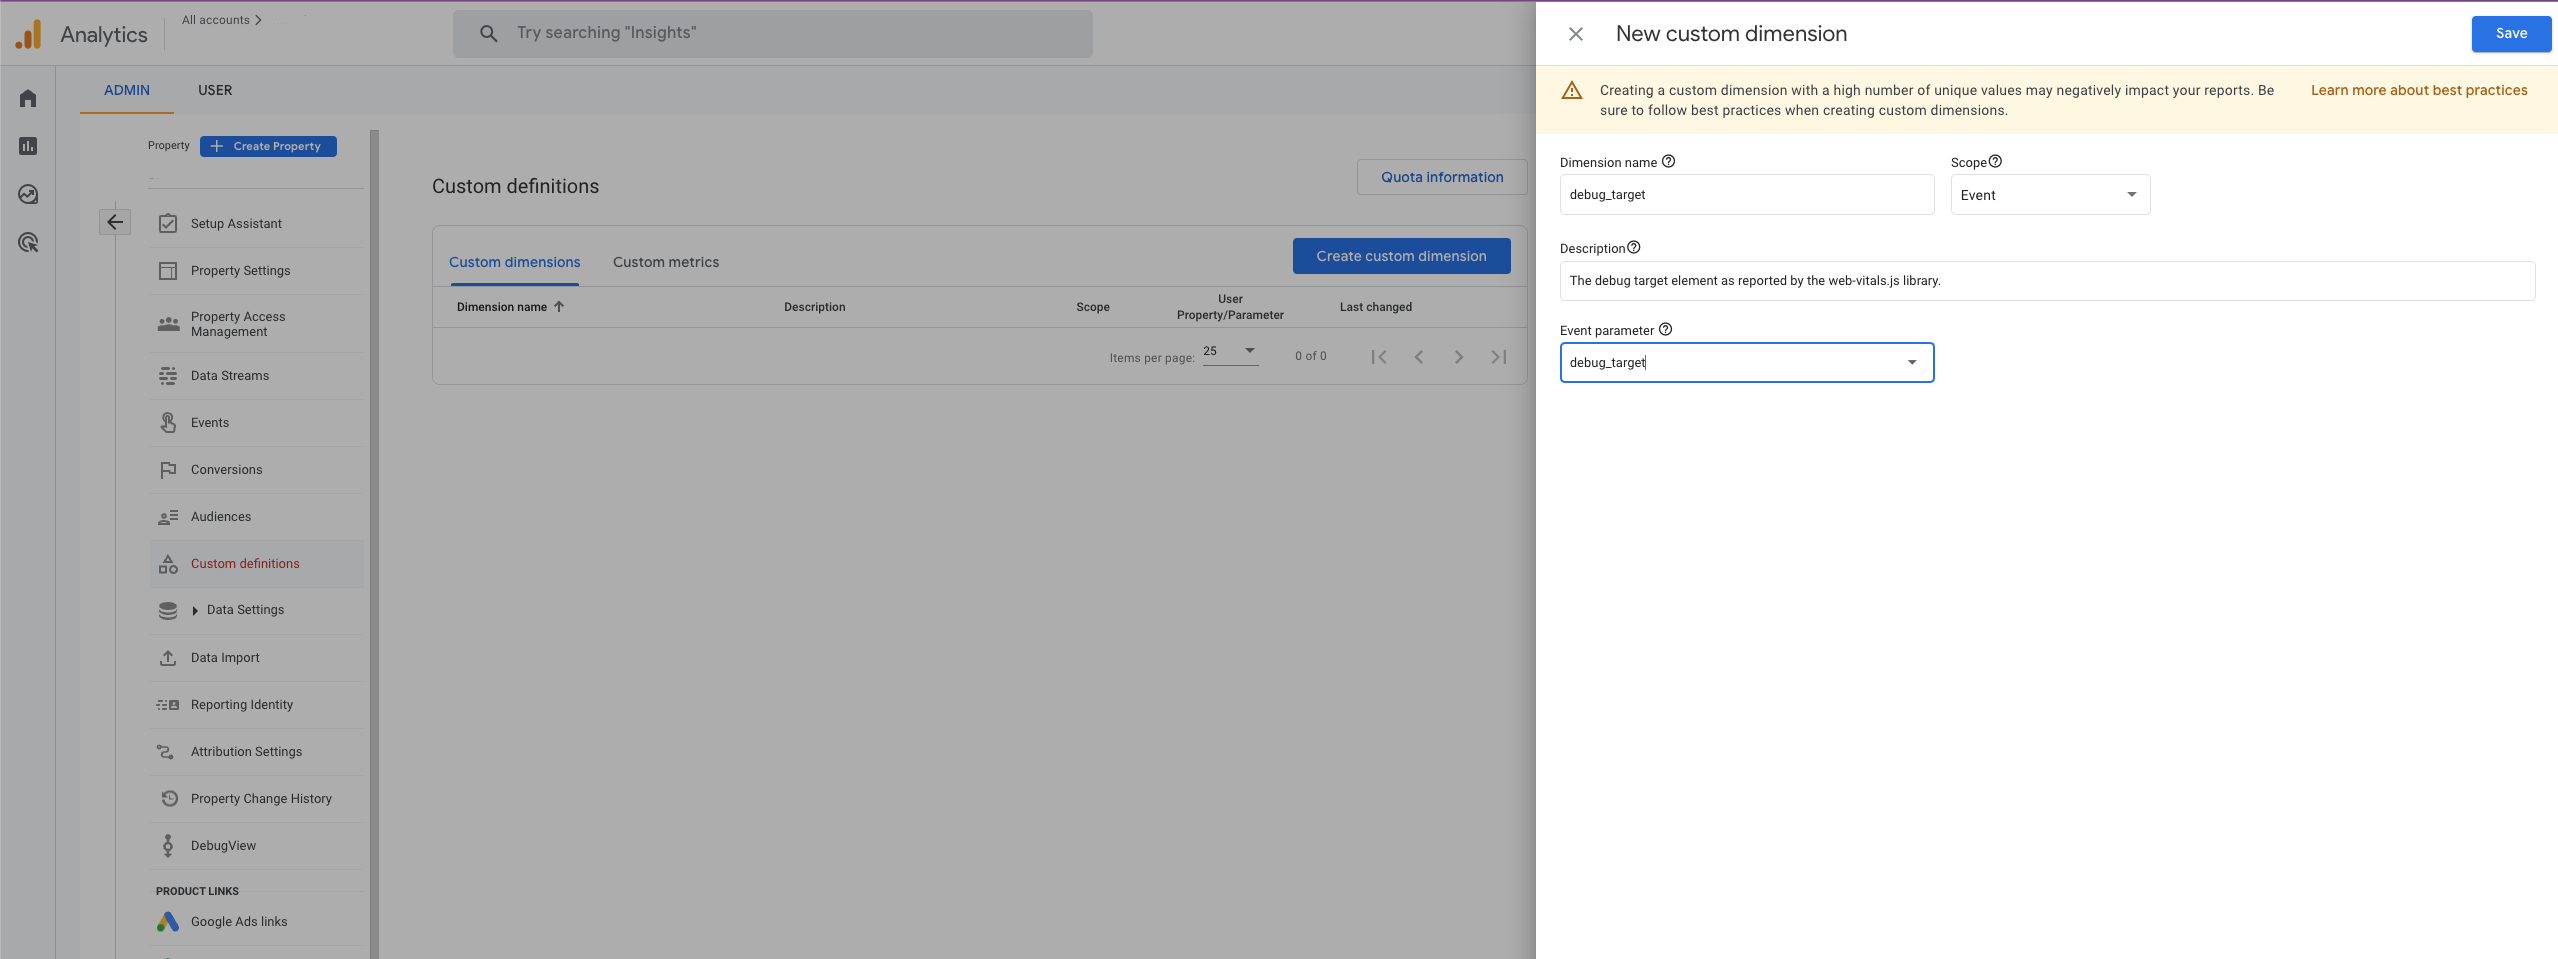 Analytics
All accounts
Try searching "Insights"
ADMIN
USER
Property
Create Property
Setup Assistant
Property Settings
Property Access
Management
Data Streams
Events
Conversions
Audiences
Custom definitions
Data Settings
Data Import
Reporting Identity
Attribution Settings
Property Change History
DebugView
PRODUCT LINKS
Google Ads links
Custom definitions
Quota information
Custom dimensions
Custom metrics
Create custom dimension
Dimension name
Description
Scope
User
Property/Parameter
Last changed
Items per page:
25
0 of 0
New custom dimension
Save
Creating a custom dimension with a high number of unique values may negatively impact your reports. Be
sure to follow best practices when creating custom dimensions.
Learn more about best practices
Dimension name
debug_target
Scope
Event
Description
The debug target element as reported by the web-vitals.js library.
Event parameter
debug_target